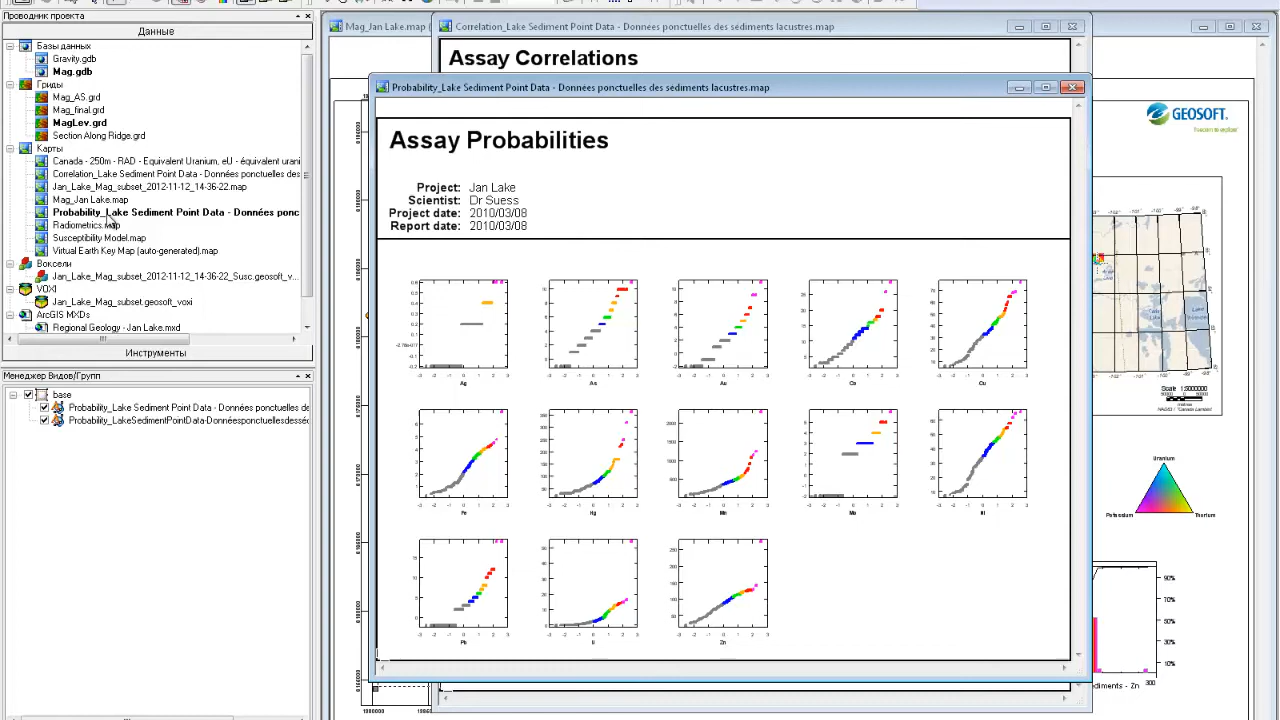 Проводник проекта
Данные
Базы данных
Gravity.gdb
Mag.gdb
Гриды
Mag_AS.grd
Mag_final.grd
MagLev.grd
Section Along Ridge.grd
Карты
Canada - 250m - RAD - Equivalent Uranium, eU - équivalent urani
Correlation_Lake Sediment Point Data - Données ponctuelles des
Jan_Lake_Mag_subset_2012-11-12_14-36-22.map
Mag_Jan Lake.map
Probability_Lake Sediment Point Data - Données ponc
Radiometrics.map
Susceptibility Model.map
Virtual Earth Key Map (auto-generated).map
Воксели
Jan_Lake_Mag_subset_2012-11-12_14-36-22_Susc.geosoft_v...
VOXI
Jan_Lake_Mag_subset.geosoft_voxi
ArcGIS MXDs
Regional Geology - Jan Lake.mxd
Инструменты
Менеджер Видов/Групп
base
Probability_Lake Sediment Point Data - Données ponctuelles de
Probability_LakeSedimentPointData-Donnéesponctuellesdessé
Mag_Jan Lake.map
Correlation_Lake Sediment Point Data - Données ponctuelles des sédiments lacustres.map
Assay Correlations
Probability_Lake Sediment Point Data - Données ponctuelles des sédiments lacustres.map
Assay Probabilities
Project: Jan Lake
Scientist: Dr Suess
Project date: 2010/03/08
Report date: 2010/03/08
Ag
As
Au
Co
Cu
Fe
Hg
Mn
Mo
Ni
Pb
U
Zn
GEOSOFT
Scale 1:5000000
Uranium
Potassium
Thorium
90%
70%
50%
30%
10%
300
ediments - Zn